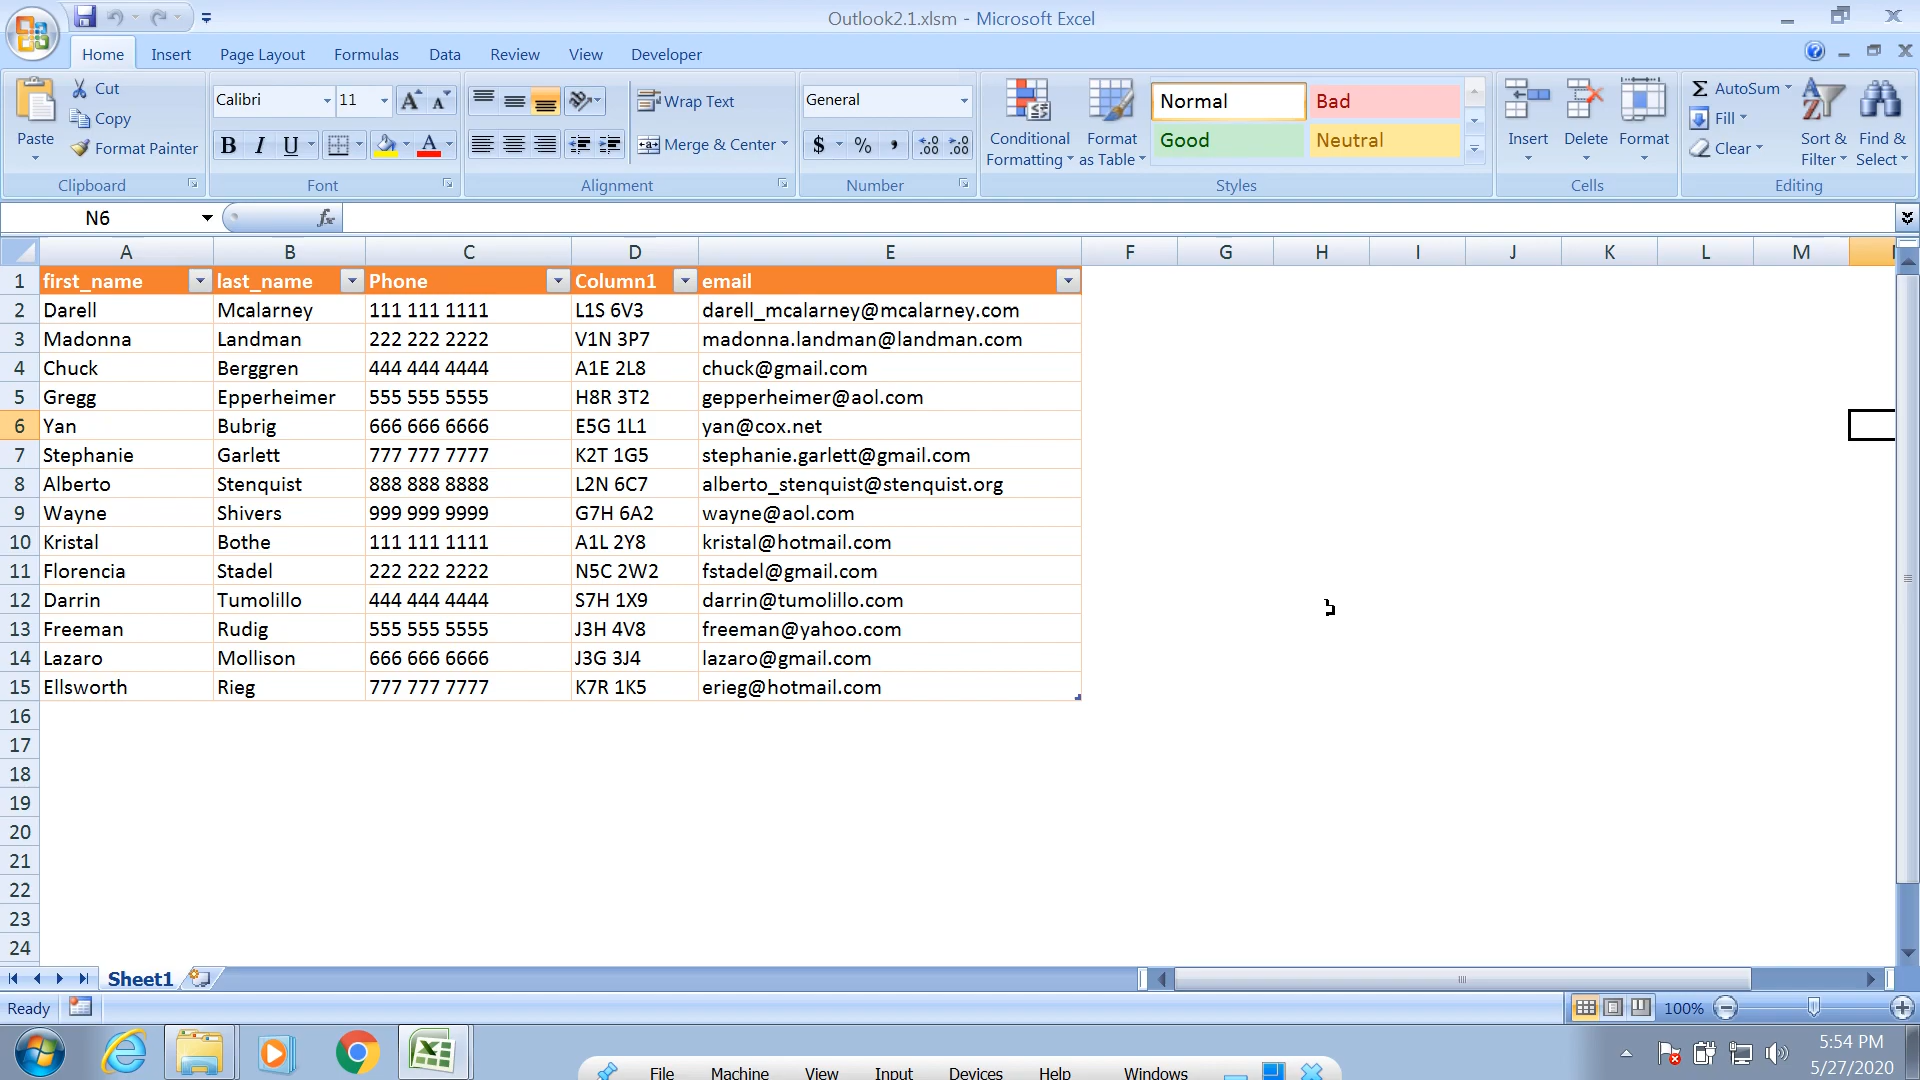 Outlook2.1.xlsm - Microsoft Excel
Home Insert Page Layout Formulas Data Review View Developer
Paste
Cut
Copy
Format Painter
Clipboard
Calibri 11
B I U A
Font
Wrap Text
Merge & Center
Alignment
General
$ % ,
Number
Conditional Formatting
Format as Table
Normal Bad
Good Neutral
Styles
Insert Delete Format
Cells
Σ AutoSum
Fill
Clear
Sort & Filter
Find & Select
Editing
N6 fx
A B C D E F G H I J K L M
1 first_name last_name Phone Column1 email
2 Darell Mcalarney 111 111 1111 L1S 6V3 darell_mcalarney@mcalarney.com
3 Madonna Landman 222 222 2222 V1N 3P7 madonna.landman@landman.com
4 Chuck Berggren 444 444 4444 A1E 2L8 chuck@gmail.com
5 Gregg Epperheimer 555 555 5555 H8R 3T2 gepperheimer@aol.com
6 Yan Bubrig 666 666 6666 E5G 1L1 yan@cox.net
7 Stephanie Garlett 777 777 7777 K2T 1G5 stephanie.garlett@gmail.com
8 Alberto Stenquist 888 888 8888 L2N 6C7 alberto_stenquist@stenquist.org
9 Wayne Shivers 999 999 9999 G7H 6A2 wayne@aol.com
10 Kristal Bothe 111 111 1111 A1L 2Y8 kristal@hotmail.com
11 Florencia Stadel 222 222 2222 N5C 2W2 fstadel@gmail.com
12 Darrin Tumolillo 444 444 4444 S7H 1X9 darrin@tumolillo.com
13 Freeman Rudig 555 555 5555 J3H 4V8 freeman@yahoo.com
14 Lazaro Mollison 666 666 6666 J3G 3J4 lazaro@gmail.com
15 Ellsworth Rieg 777 777 7777 K7R 1K5 erieg@hotmail.com
16
17
18
19
20
21
22
23
24
Sheet1
Ready 100%
File Machine View Input Devices Help Windows
5:54 PM
5/27/2020